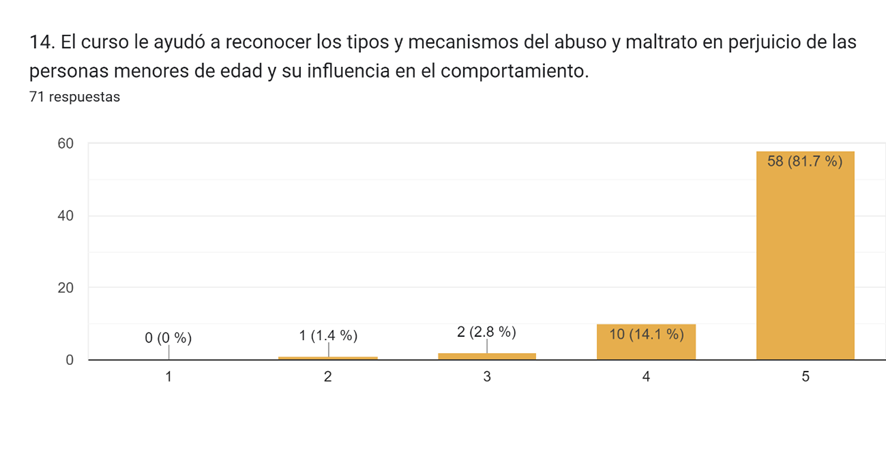 14. El curso le ayudó a reconocer los tipos y mecanismos del abuso y maltrato en perjuicio de las
personas menores de edad y su influencia en el comportamiento.
71 respuestas
60
58 (81.7 %)
40
20
0 (0 %)
1 (1.4 %)
2 (2.8 %)
10 (14.1 %)
0
1
2
3
4
5